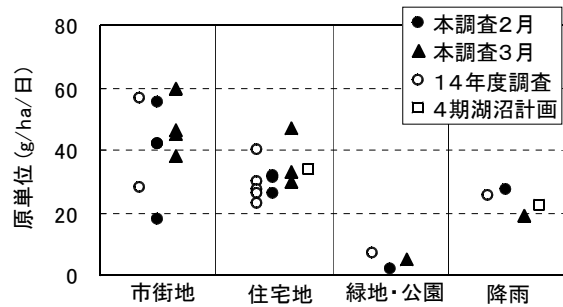 原単位 (g/ha/日)
80
60
40
20
0
●本調査2月
▲本調査3月
○14年度調査
□4期湖沼計画
市街地
住宅地
緑地・公園
降雨